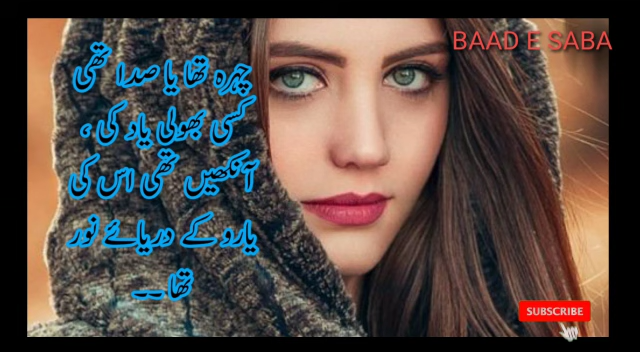 BAAD E SABA
چہرہ تھا یا صدا تھی
کسی بھولی یاد کی ،
آنکھیں تھی اس کی
یارو کے دریائے نور
تھا۔۔
SUBSCRIBE